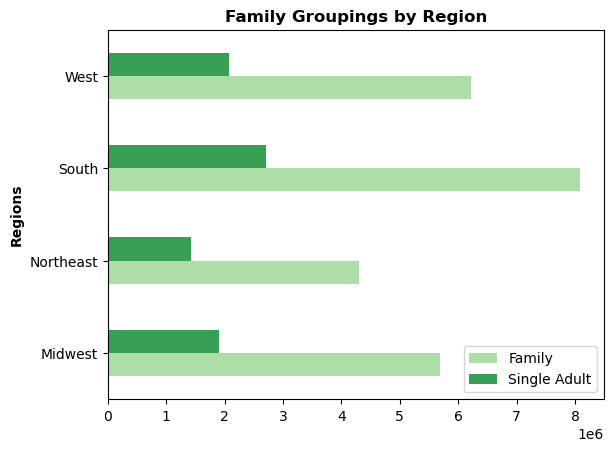 Family Groupings by Region
West
South
Northeast
Midwest
Regions
Family
Single Adult
0 1 2 3 4 5 6 7 8
1e6